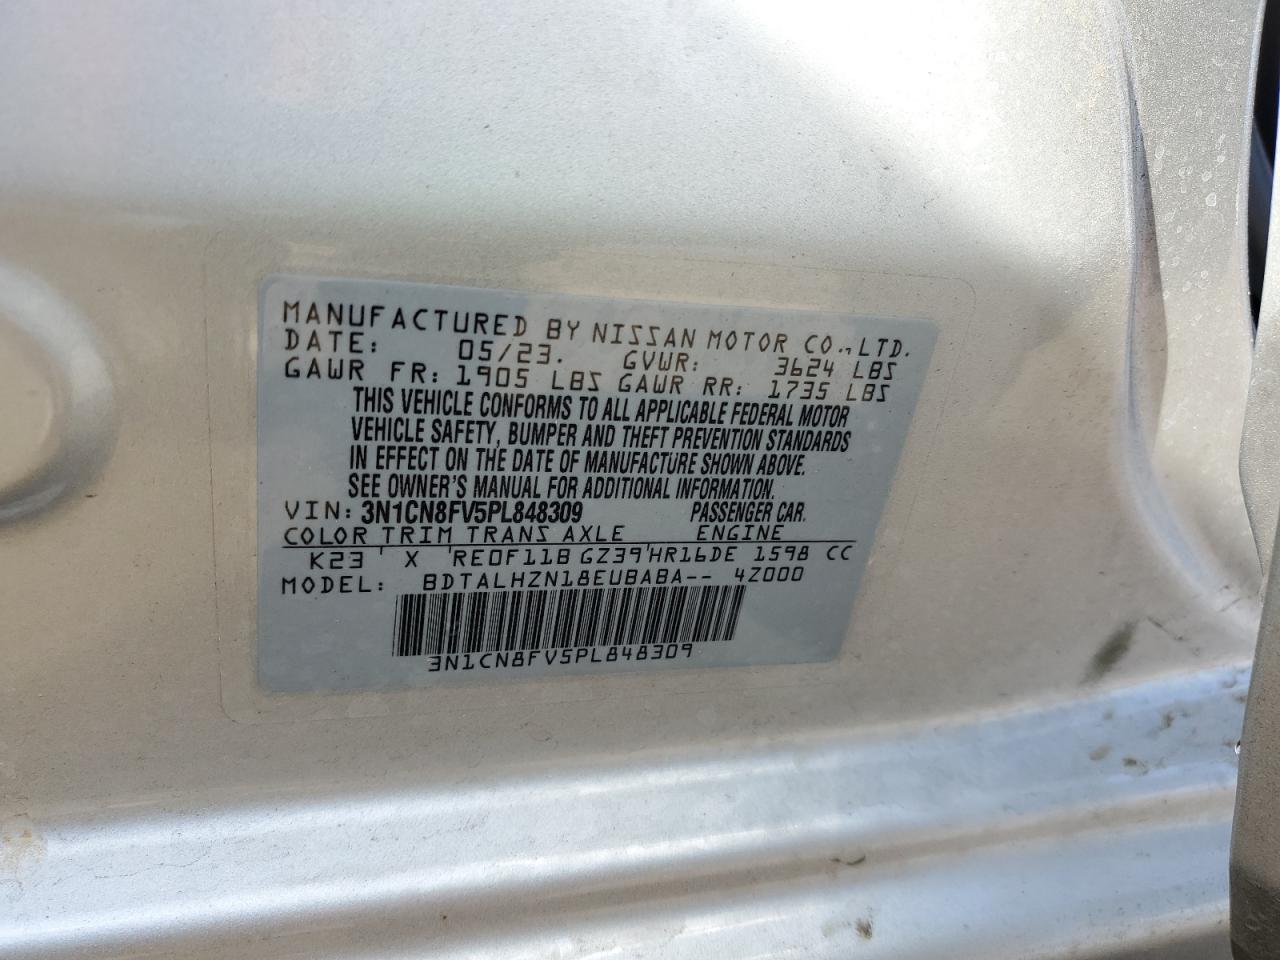 MANUFACTURED BY NISSAN MOTOR CO., LTD.
DATE: 05/23. GVWR: 3624 LBS
GAWR FR: 1905 LBS GAWR RR: 1735 LBS
THIS VEHICLE CONFORMS TO ALL APPLICABLE FEDERAL MOTOR
VEHICLE SAFETY, BUMPER AND THEFT PREVENTION STANDARDS
IN EFFECT ON THE DATE OF MANUFACTURE SHOWN ABOVE.
SEE OWNER'S MANUAL FOR ADDITIONAL INFORMATION.
VIN: 3N1CN8FV5PL848309 PASSENGER CAR.
COLOR TRIM TRANS AXLE ENGINE
K23 ' X 'RE0F11B GZ39'HR16DE 1598 CC
MODEL: BDTALHZN18EUBABA-- 4Z000
3N1CN8FV5PL848309